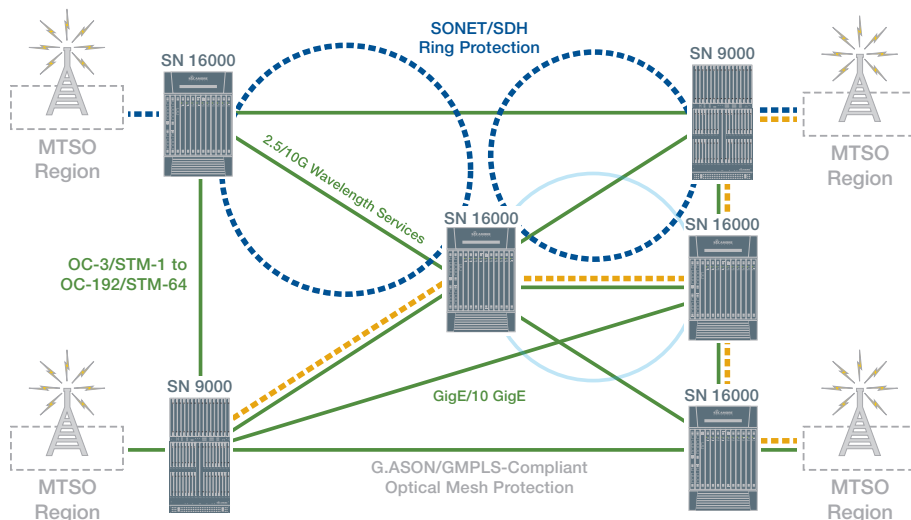 SONET/SDH
Ring Protection
SN 16000
SN 9000
MTSO
Region
MTSO
Region
2.5/10G Wavelength Services
SN 16000
SN 16000
OC-3/STM-1 to
OC-192/STM-64
SN 9000
GigE/10 GigE
SN 16000
G.ASON/GMPLS-Compliant
Optical Mesh Protection
MTSO
Region
MTSO
Region